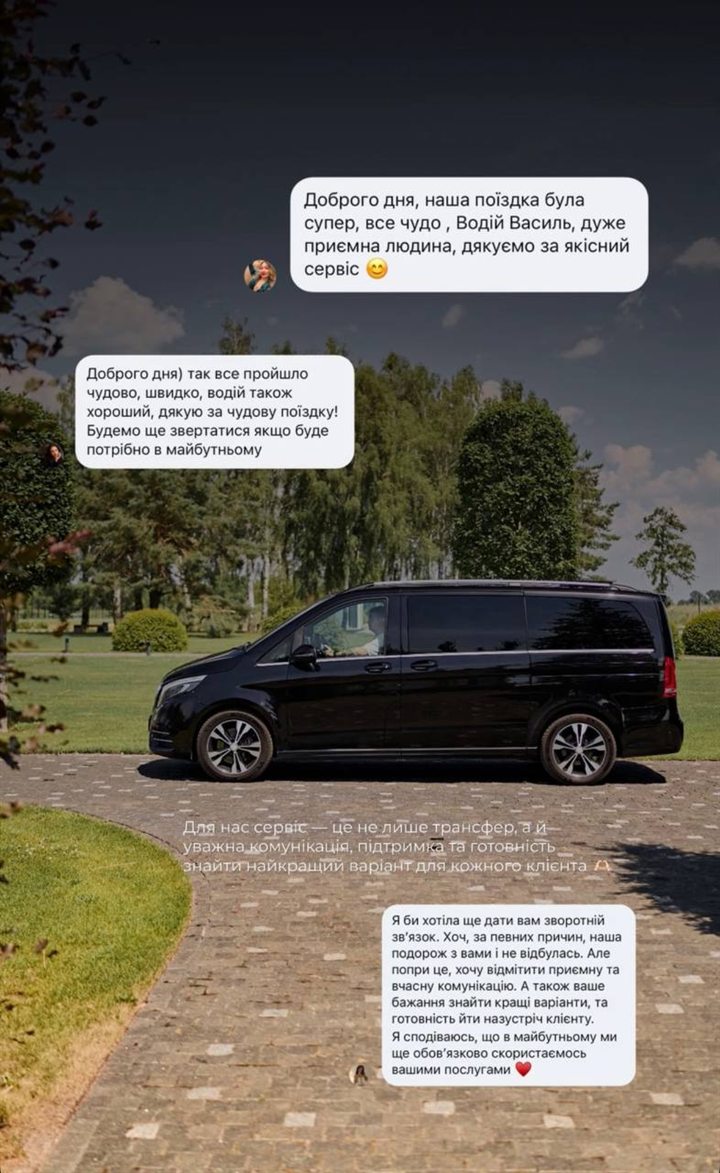 Доброго дня, наша поїздка була
супер, все чудо , Водій Василь, дуже
приємна людина, дякуємо за якісний
сервіс 😊
Доброго дня) так все пройшло
чудово, швидко, водій також
хороший, дякую за чудову поїздку!
Будемо ще звертатися якщо буде
потрібно в майбутньому
Для нас сервіс — це не лише трансфер, а й
уважна комунікація, підтримка та готовність
знайти найкращий варіант для кожного клієнта 🫶🏻
Я би хотіла ще дати вам зворотній
зв'язок. Хоч, за певних причин, наша
подорож з вами і не відбулась. Але
попри це, хочу відмітити приємну та
вчасну комунікацію. А також ваше
бажання знайти кращі варіанти, та
готовність йти назустріч клієнту.
Я сподіваюсь, що в майбутньому ми
ще обов'язково скористаємось
вашими послугами ♥️